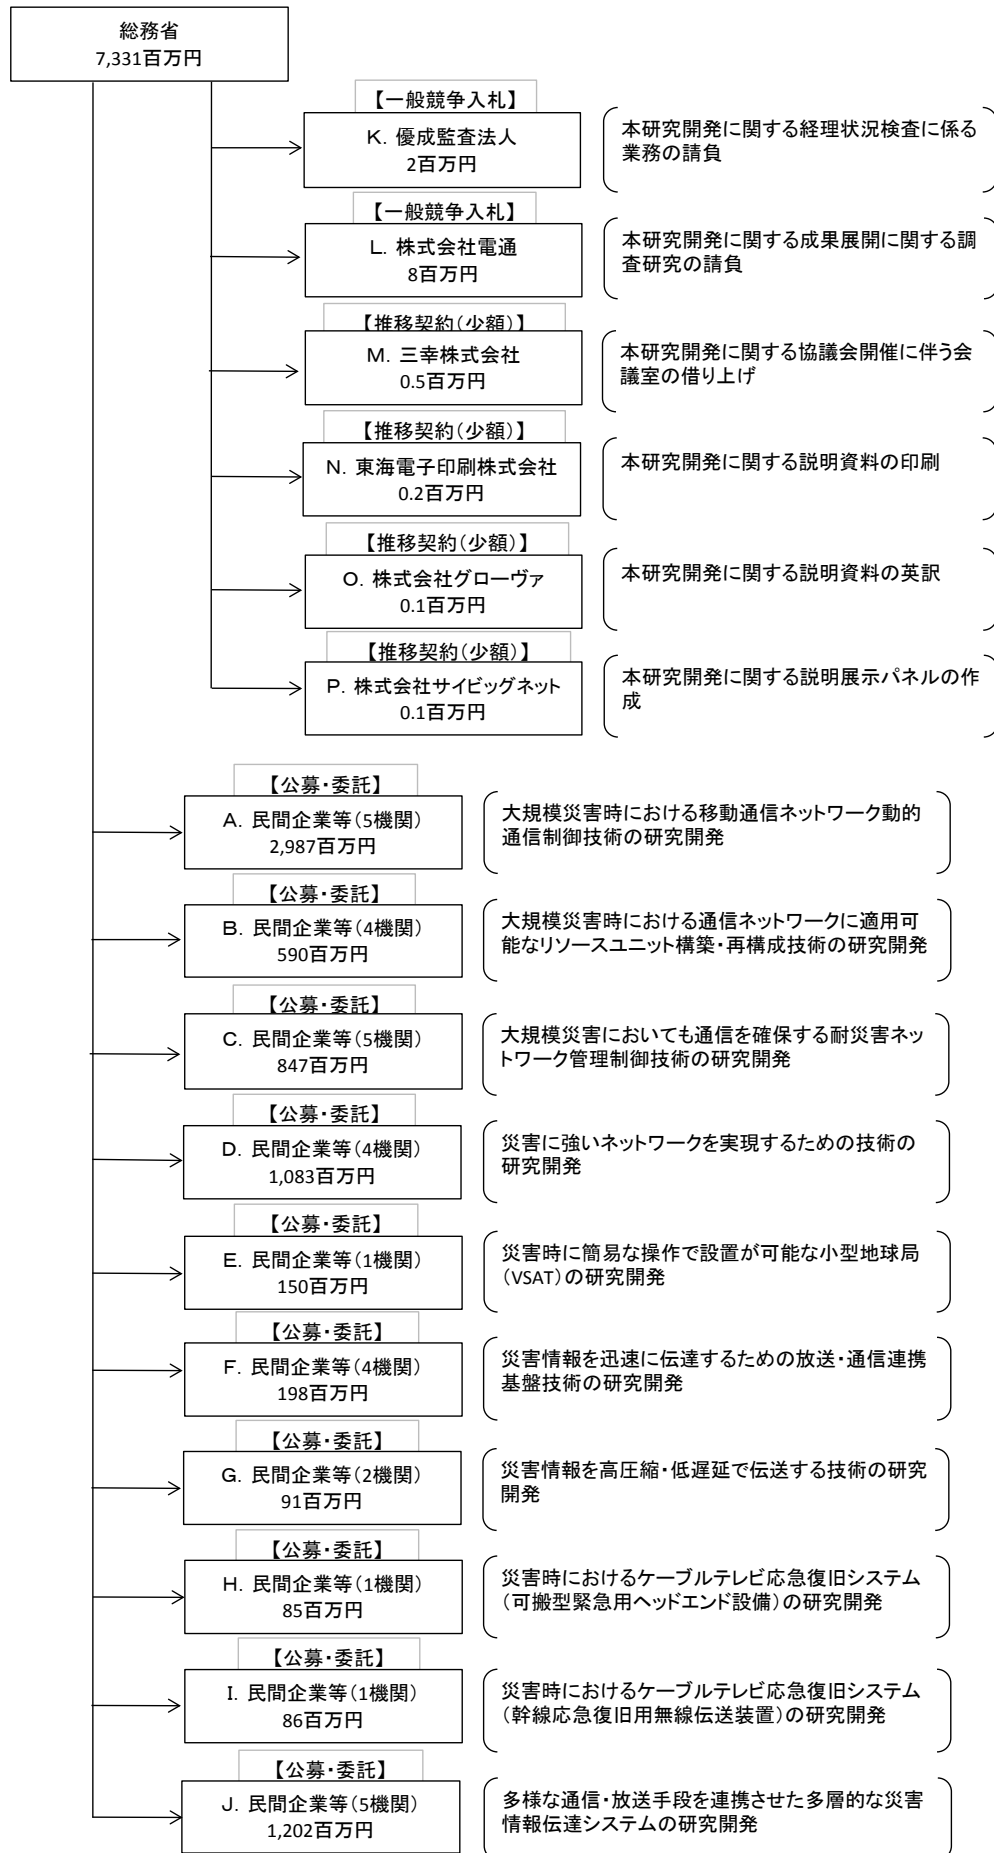 総務省
7,331百万円
【一般競争入札】
K．優成監査法人
2百万円
本研究開発に関する経理状況検査に係る
業務の請負
【一般競争入札】
L．株式会社電通
8百万円
本研究開発に関する成果展開に関する調
査研究の請負
【推移契約（少額）】
M．三幸株式会社
0.5百万円
本研究開発に関する協議会開催に伴う会
議室の借り上げ
【推移契約（少額）】
N．東海電子印刷株式会社
0.2百万円
本研究開発に関する説明資料の印刷
【推移契約（少額）】
O．株式会社グローヴァ
0.1百万円
本研究開発に関する説明資料の英訳
【推移契約（少額）】
P．株式会社サイビッグネット
0.1百万円
本研究開発に関する説明展示パネルの作
成
【公募・委託】
A．民間企業等（5機関）
2,987百万円
大規模災害時における移動通信ネットワーク動的
通信制御技術の研究開発
【公募・委託】
B．民間企業等（4機関）
590百万円
大規模災害時における通信ネットワークに適用可
能なリソースユニット構築・再構成技術の研究開発
【公募・委託】
C．民間企業等（5機関）
847百万円
大規模災害においても通信を確保する耐災害ネッ
トワーク管理制御技術の研究開発
【公募・委託】
D．民間企業等（4機関）
1,083百万円
災害に強いネットワークを実現するための技術の
研究開発
【公募・委託】
E．民間企業等（1機関）
150百万円
災害時に簡易な操作で設置が可能な小型地球局
（VSAT）の研究開発
【公募・委託】
F．民間企業等（4機関）
198百万円
災害情報を迅速に伝達するための放送・通信連携
基盤技術の研究開発
【公募・委託】
G．民間企業等（2機関）
91百万円
災害情報を高圧縮・低遅延で伝送する技術の研究
開発
【公募・委託】
H．民間企業等（1機関）
85百万円
災害時におけるケーブルテレビ応急復旧システム
（可搬型緊急用ヘッドエンド設備）の研究開発
【公募・委託】
I．民間企業等（1機関）
86百万円
災害時におけるケーブルテレビ応急復旧システム
（幹線応急復旧用無線伝送装置）の研究開発
【公募・委託】
J．民間企業等（5機関）
1,202百万円
多様な通信・放送手段を連携させた多層的な災害
情報伝達システムの研究開発